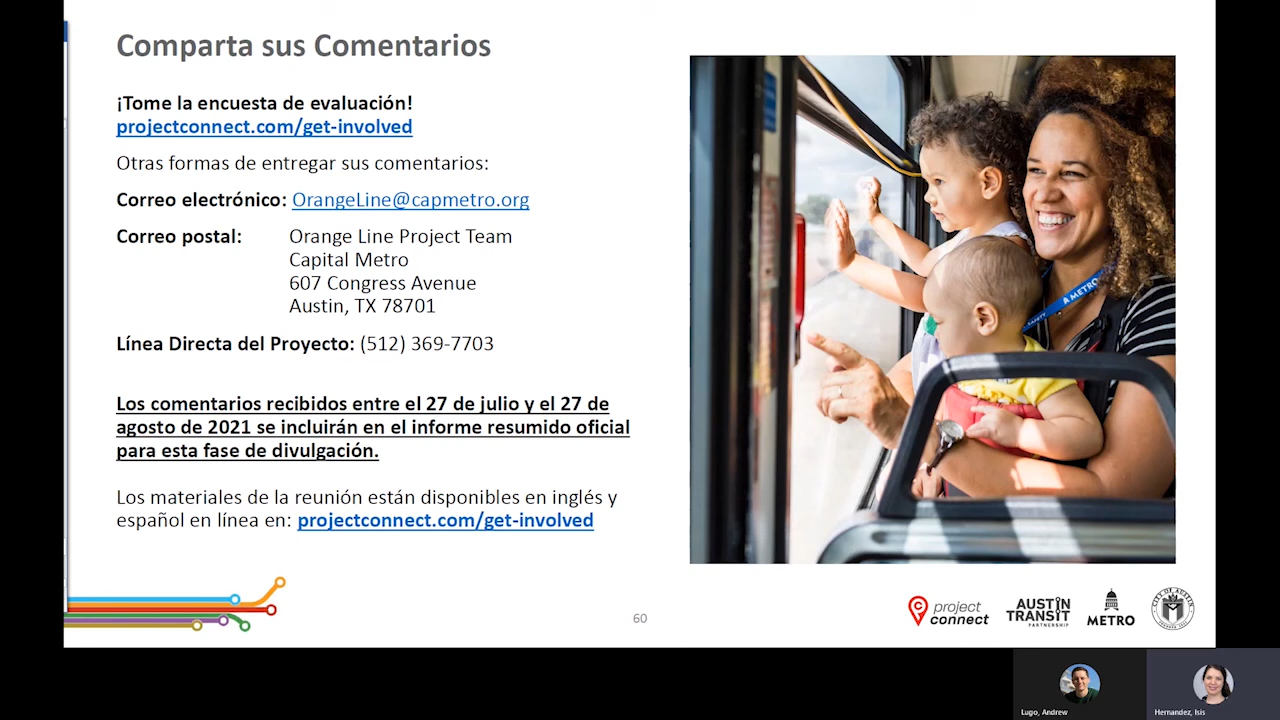 Comparta sus Comentarios
¡Tome la encuesta de evaluación!
projectconnect.com/get-involved
Otras formas de entregar sus comentarios:
Correo electrónico: OrangeLine@capmetro.org
Correo postal: Orange Line Project Team
Capital Metro
607 Congress Avenue
Austin, TX 78701
Línea Directa del Proyecto: (512) 369-7703
Los comentarios recibidos entre el 27 de julio y el 27 de
agosto de 2021 se incluirán en el informe resumido oficial
para esta fase de divulgación.
Los materiales de la reunión están disponibles en inglés y
español en línea en: projectconnect.com/get-involved
SAFETY
METRO
60
project
connect
AUSTIN
TRANSIT
PARTNERSHIP
METRO
CITY OF AUSTIN
Lugo, Andrew
Hernandez, Isis